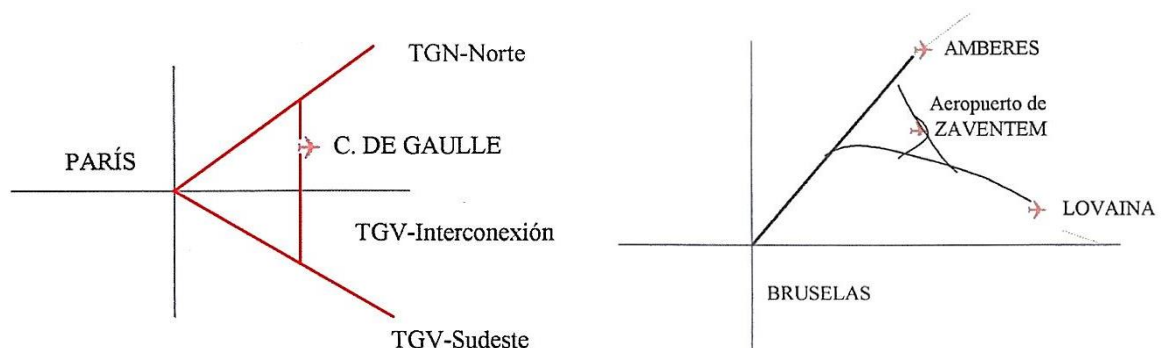 TGN-Norte
PARÍS
C. DE GAULLE
TGV-Interconexión
TGV-Sudeste
AMBERES
Aeropuerto de
ZAVENTEM
LOVAINA
BRUSELAS